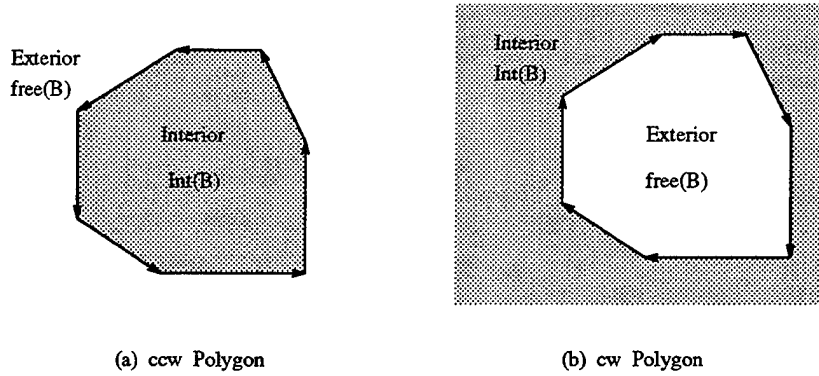 Exterior
free(B)
Interior
Int(B)
Interior
Int(B)
Exterior
free(B)
(a) ccw Polygon
(b) cw Polygon